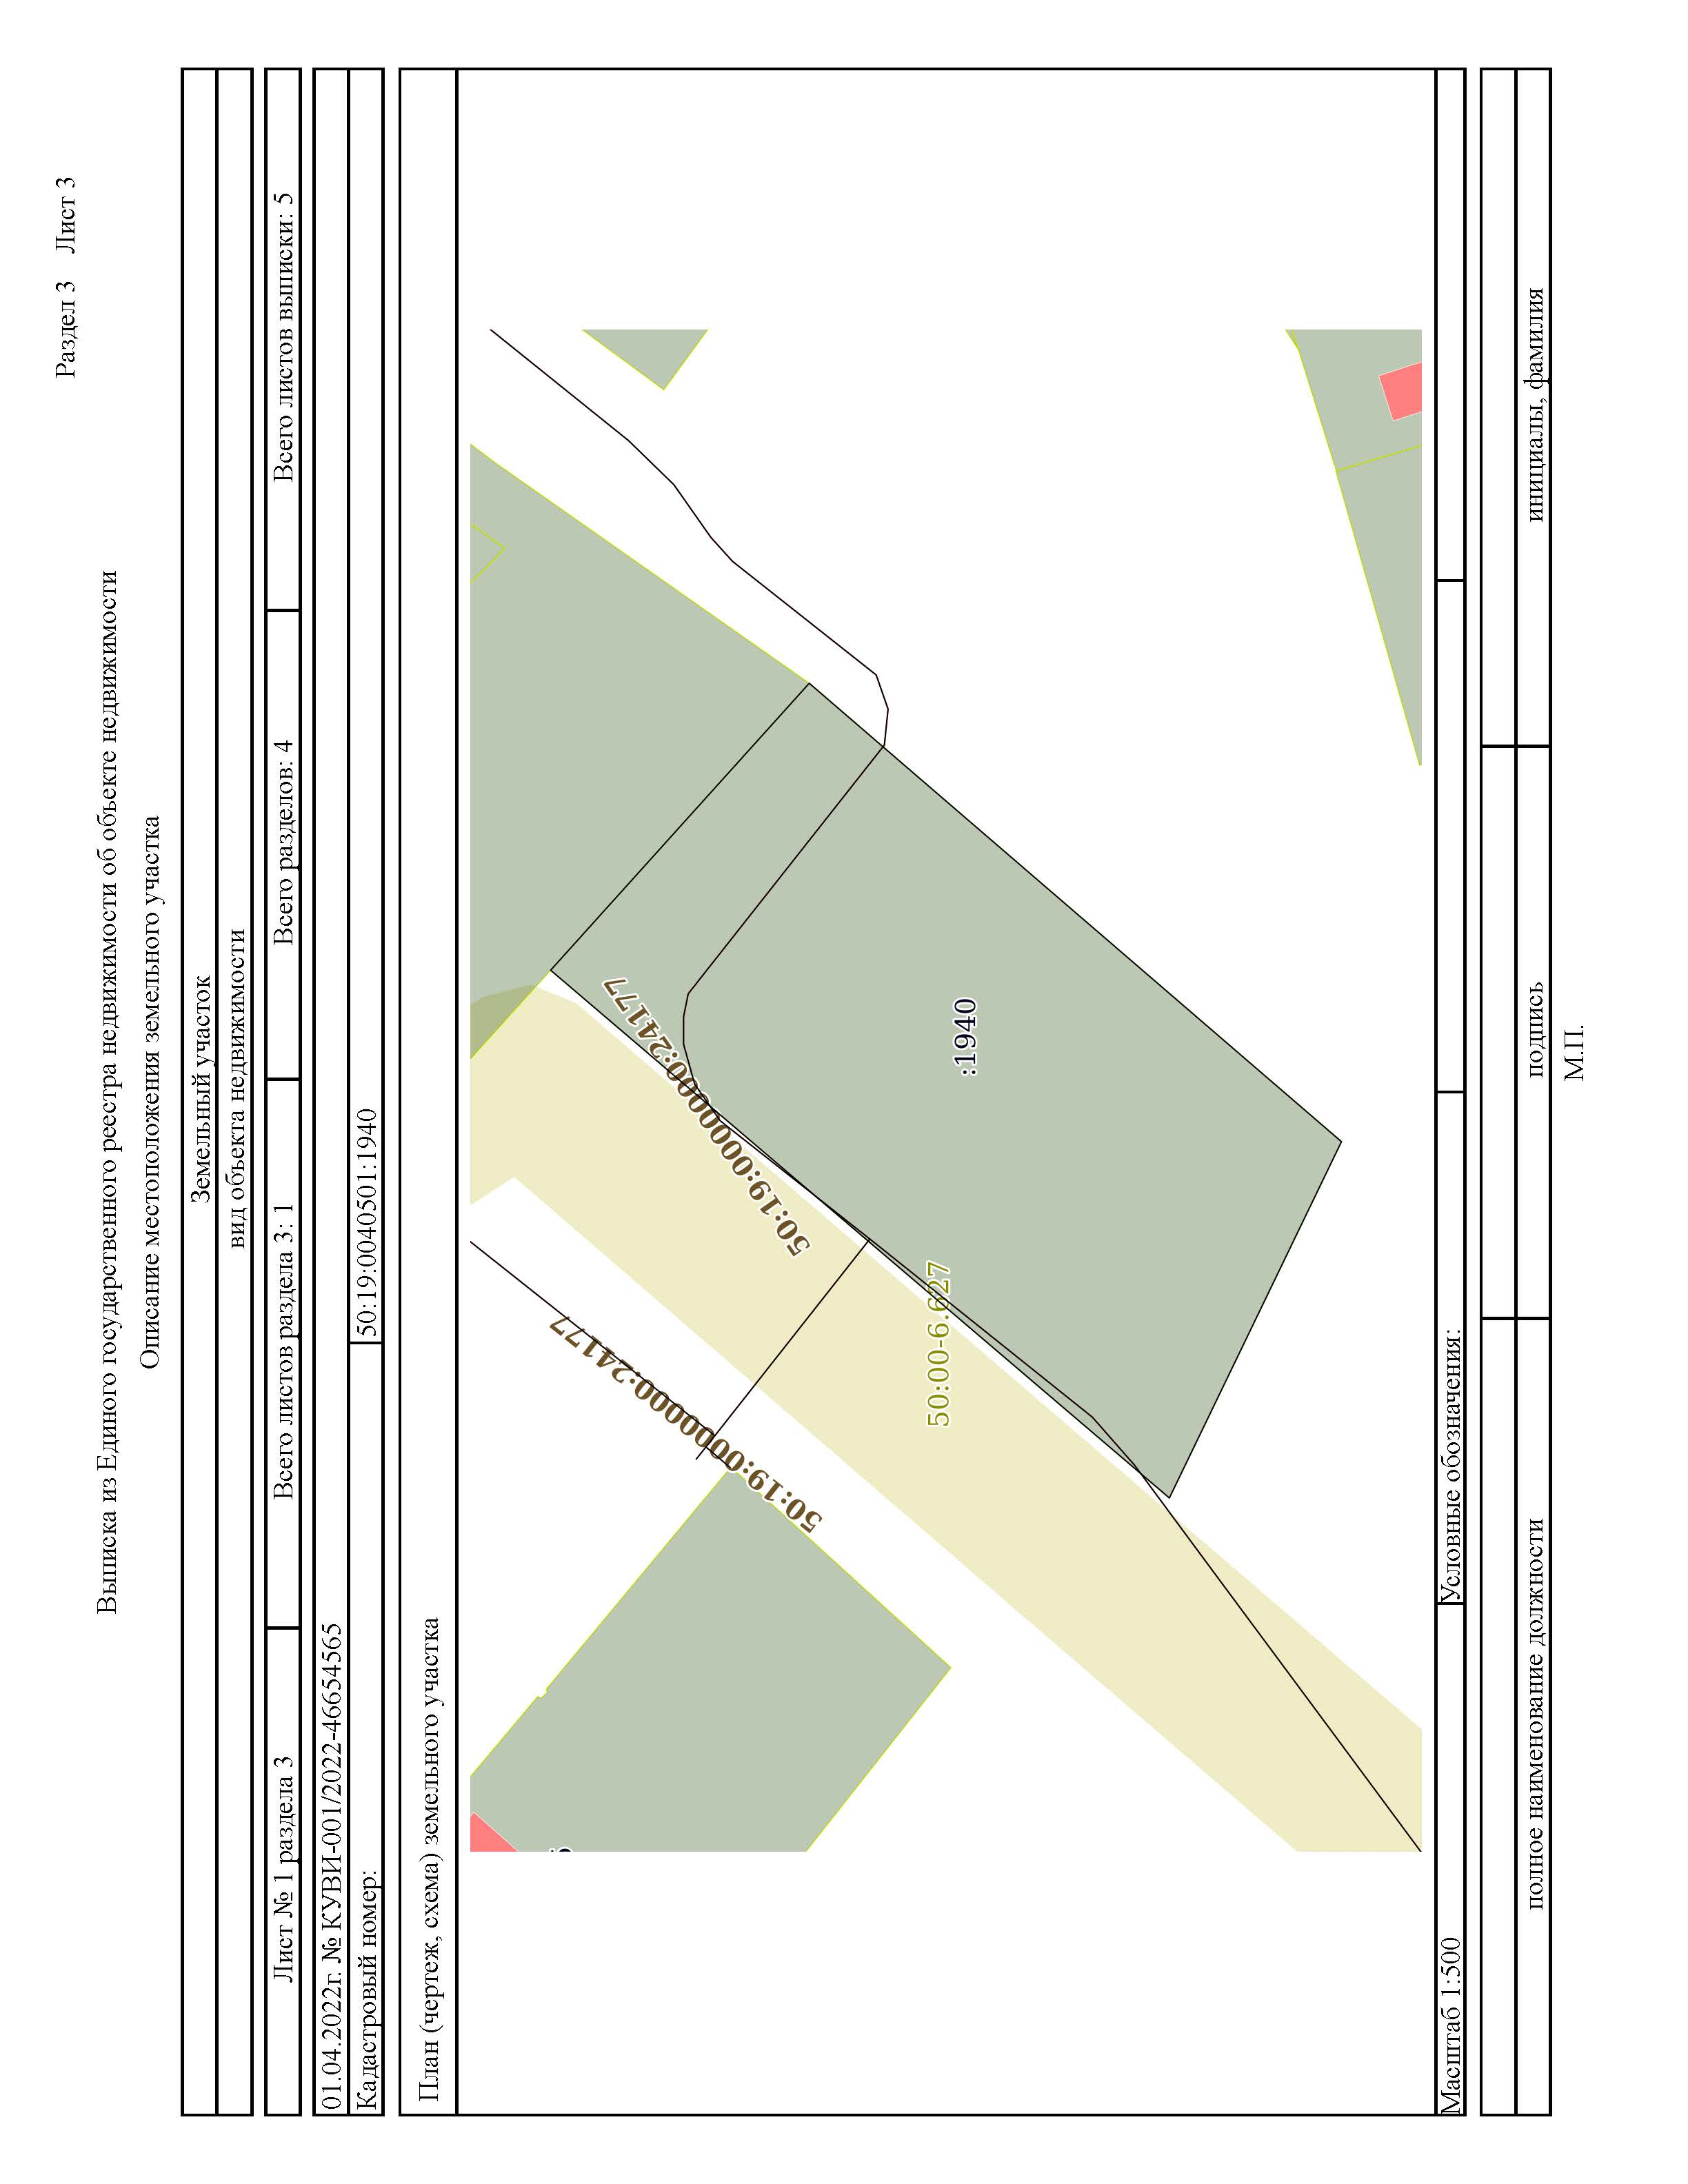 Раздел 3 Лист 3
Выписка из Единого государственного реестра недвижимости об объекте недвижимости
Описание местоположения земельного участка
Земельный участок
вид объекта недвижимости
Лист № 1 раздела 3 Всего листов раздела 3: 1 Всего разделов: 4 Всего листов выписки: 5
01.04.2022г. № КУВИ-001/2022-46654565
Кадастровый номер: 50:19:0040501:1940
План (чертеж, схема) земельного участка
50:19:0000000:24177
50:19:0000000:24177
50:00-6.627
:1940
Масштаб 1:500 Условные обозначения:
полное наименование должности подпись инициалы, фамилия
М.П.